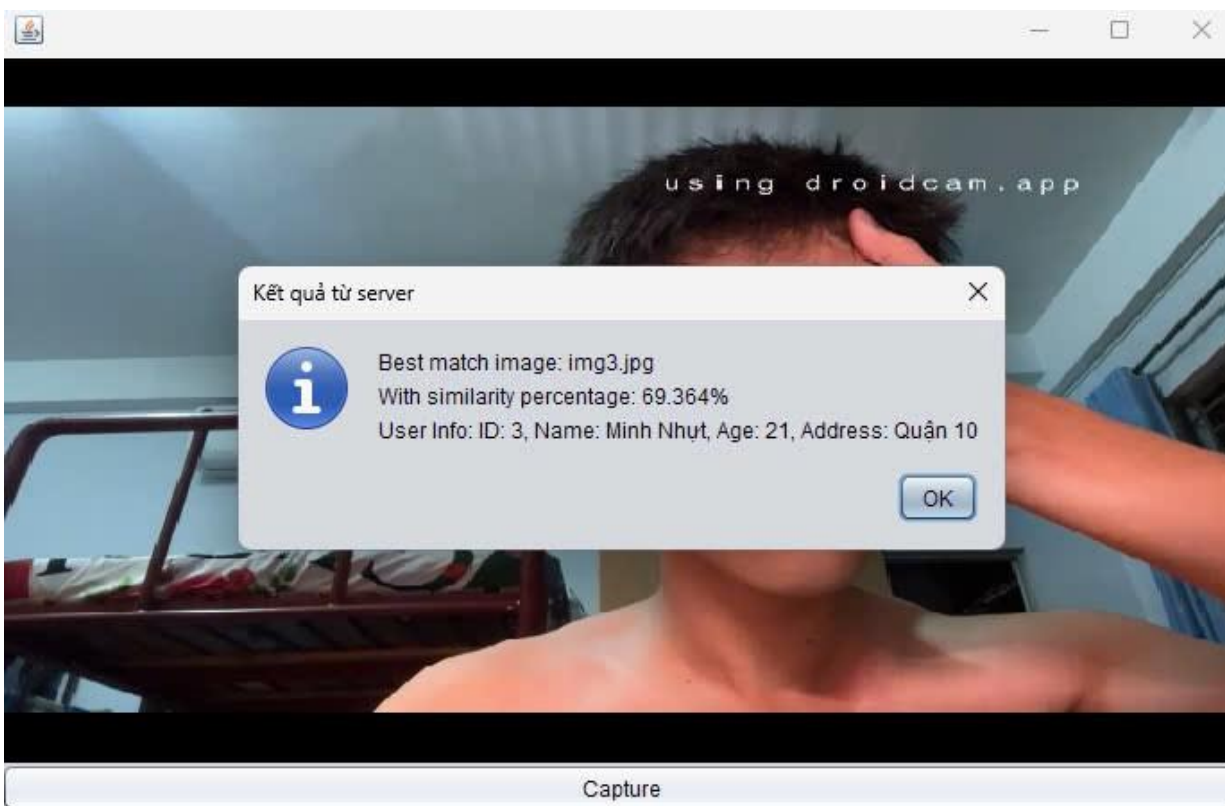 using droidcam.app
Kết quả từ server
Best match image: img3.jpg
With similarity percentage: 69.364%
User Info: ID: 3, Name: Minh Nhựt, Age: 21, Address: Quận 10
OK
Capture